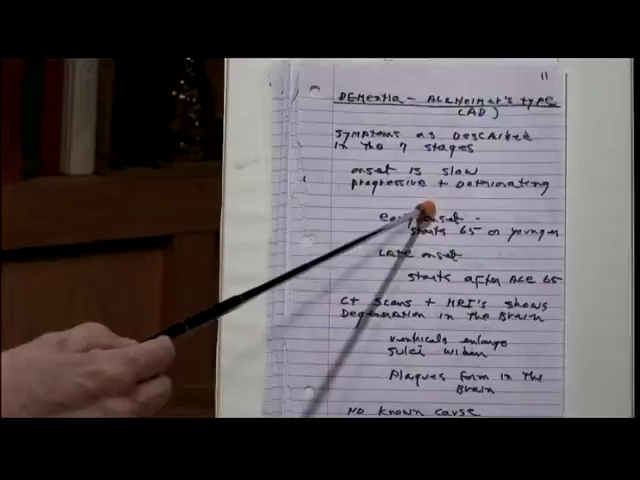 11
Dementia - Alzheimer's type
(AD)
symptoms as described
in the 7 stages
onset is slow
progressive + Deteriorating
onset -
starts 65 or younger
Late onset
starts after Age 65
CT scans + MRI's shows
Degeneration in the Brain
ventricals enlarge
Sulci widen
Plaques form in the
Brain
No known cause